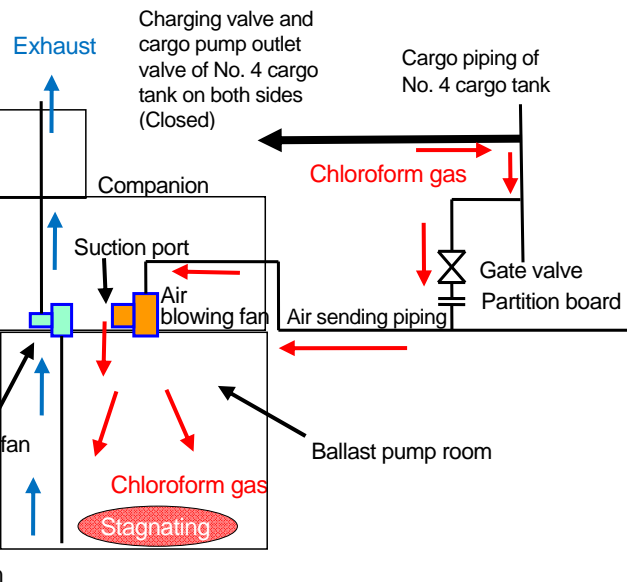 Charging valve and
cargo pump outlet
valve of No. 4 cargo
tank on both sides
(Closed)
Exhaust
Cargo piping of
No. 4 cargo tank
Chloroform gas
Companion
Suction port
Air
blowing fan
Air sending piping
Gate valve
Partition board
fan
Ballast pump room
Chloroform gas
Stagnating